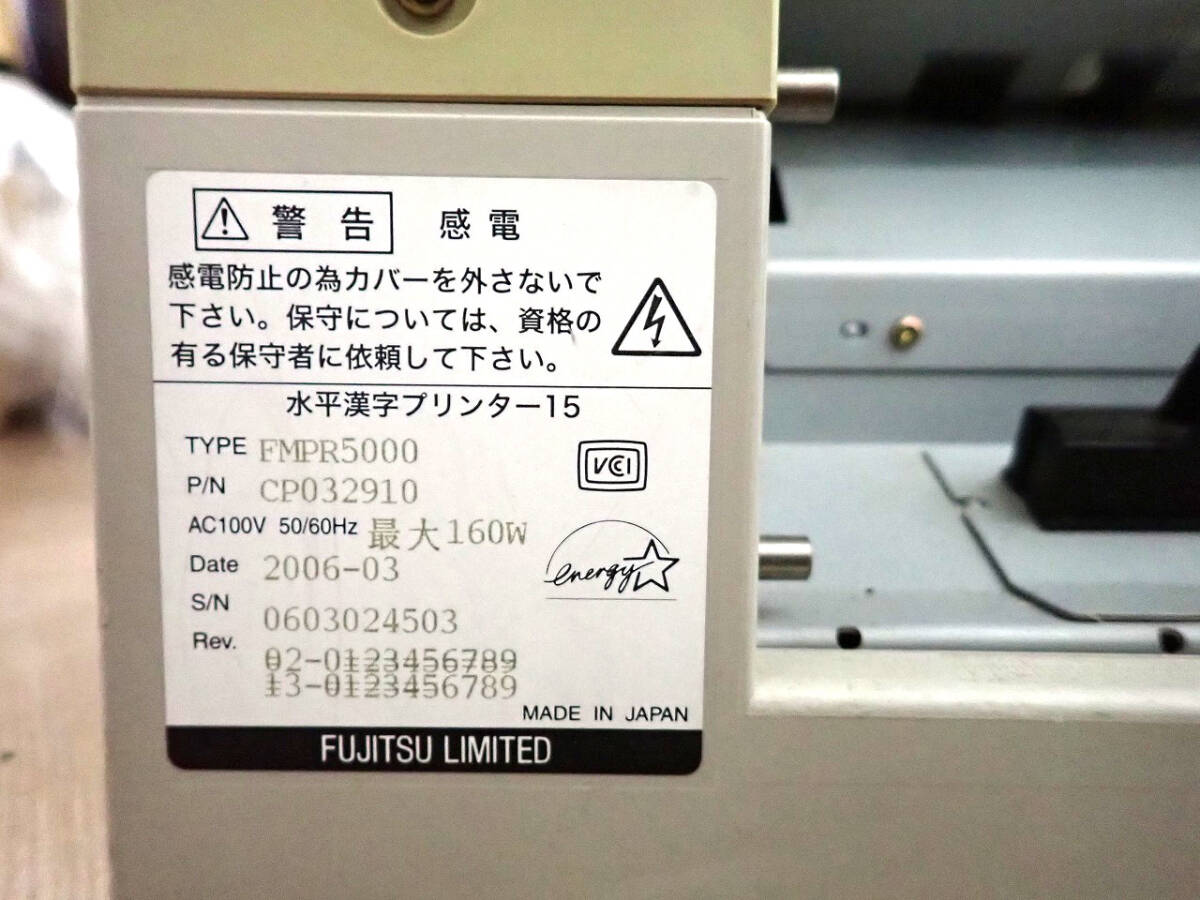 警告 感電
感電防止の為カバーを外さないで
下さい。保守については、資格の
有る保守者に依頼して下さい。
水平漢字プリンター15
TYPE FMPR5000
P/N CP032910
VCCI
AC100V 50/60Hz 最大160W
energy
Date 2006-03
S/N 0603024503
Rev. 02-0123456789
13-0123456789
MADE IN JAPAN
FUJITSU LIMITED